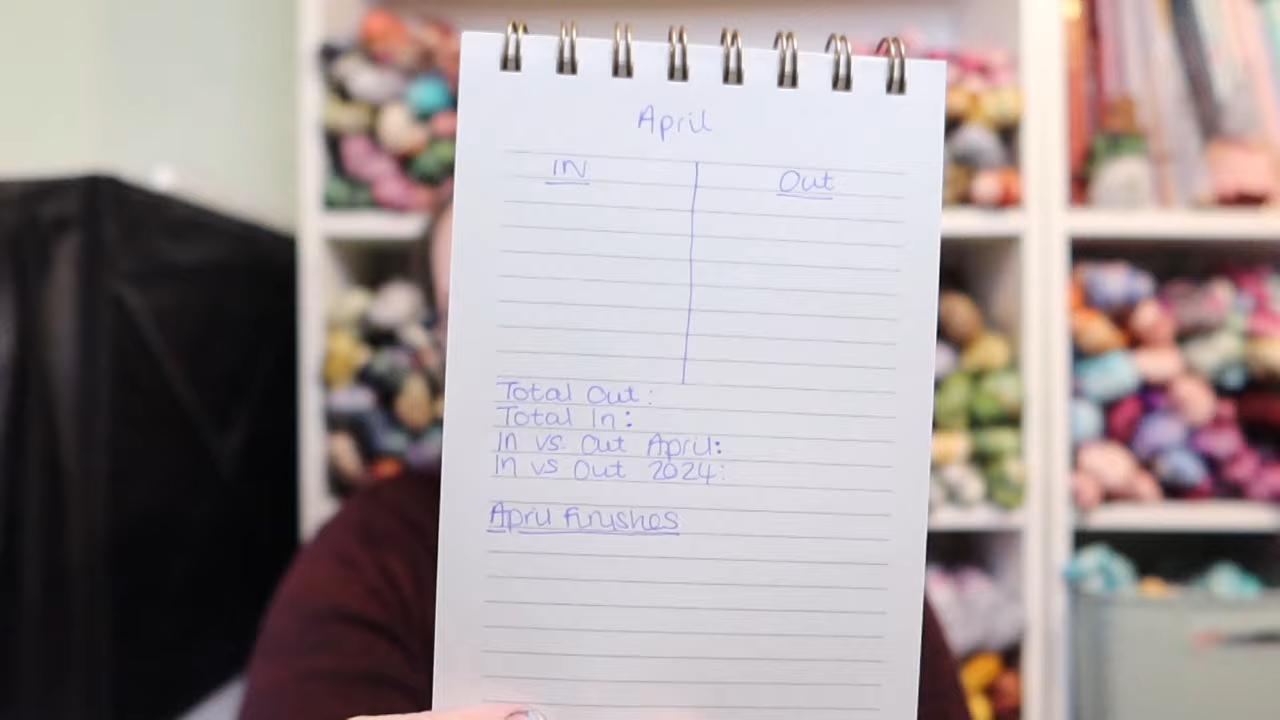 April
IN Out
Total Out:
Total In:
In vs. Out April:
In vs Out 2024:
April Finishes